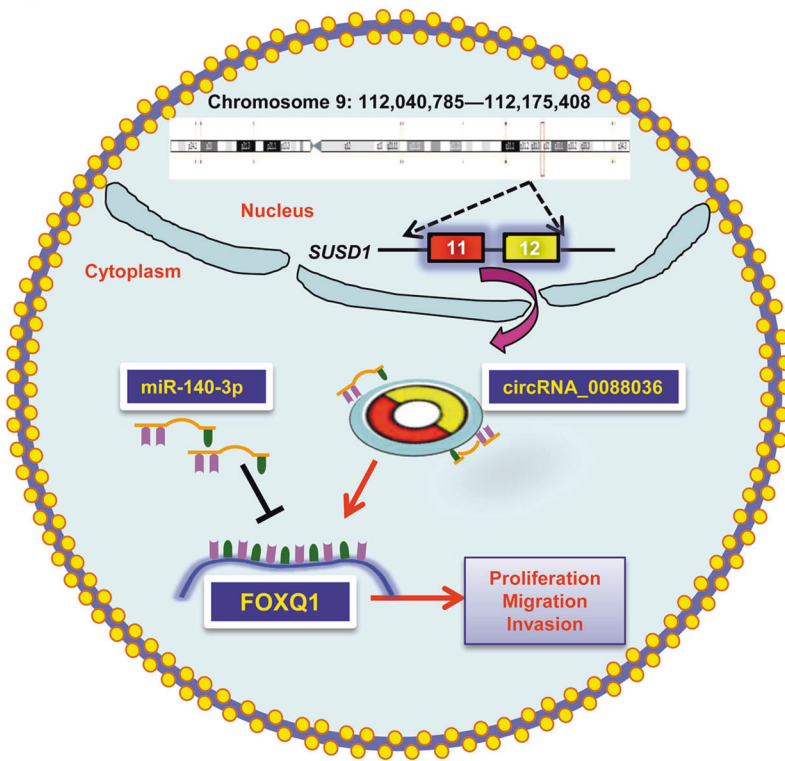 Chromosome 9: 112,040,785—112,175,408
Nucleus
SUSD1
11
12
Cytoplasm
miR-140-3p
circRNA_0088036
FOXQ1
Proliferation
Migration
Invasion